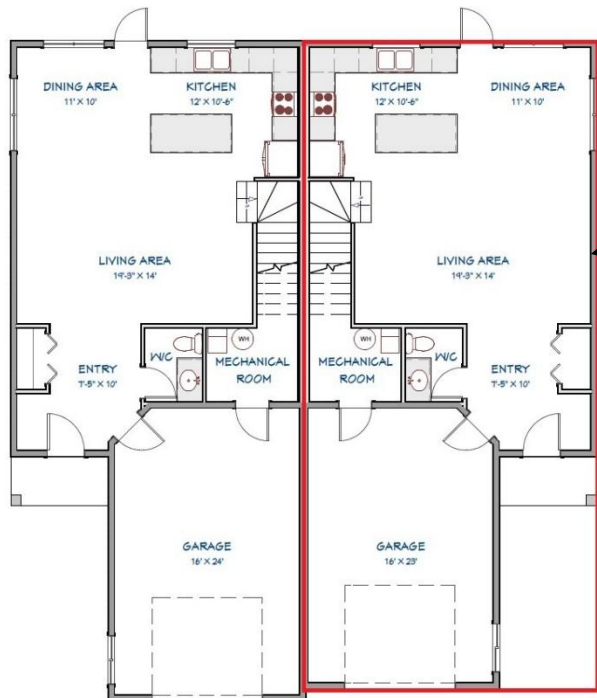 DINING AREA
11' X 10'
KITCHEN
12' X 10'-6"
LIVING AREA
19'-3" X 14'
W/C
WH
MECHANICAL
ROOM
ENTRY
7'-5" X 10'
GARAGE
16' X 24'
KITCHEN
12' X 10'-6"
DINING AREA
11' X 10'
LIVING AREA
19'-3" X 14'
WH
MECHANICAL
ROOM
W/C
ENTRY
7'-5" X 10'
GARAGE
16' X 23'